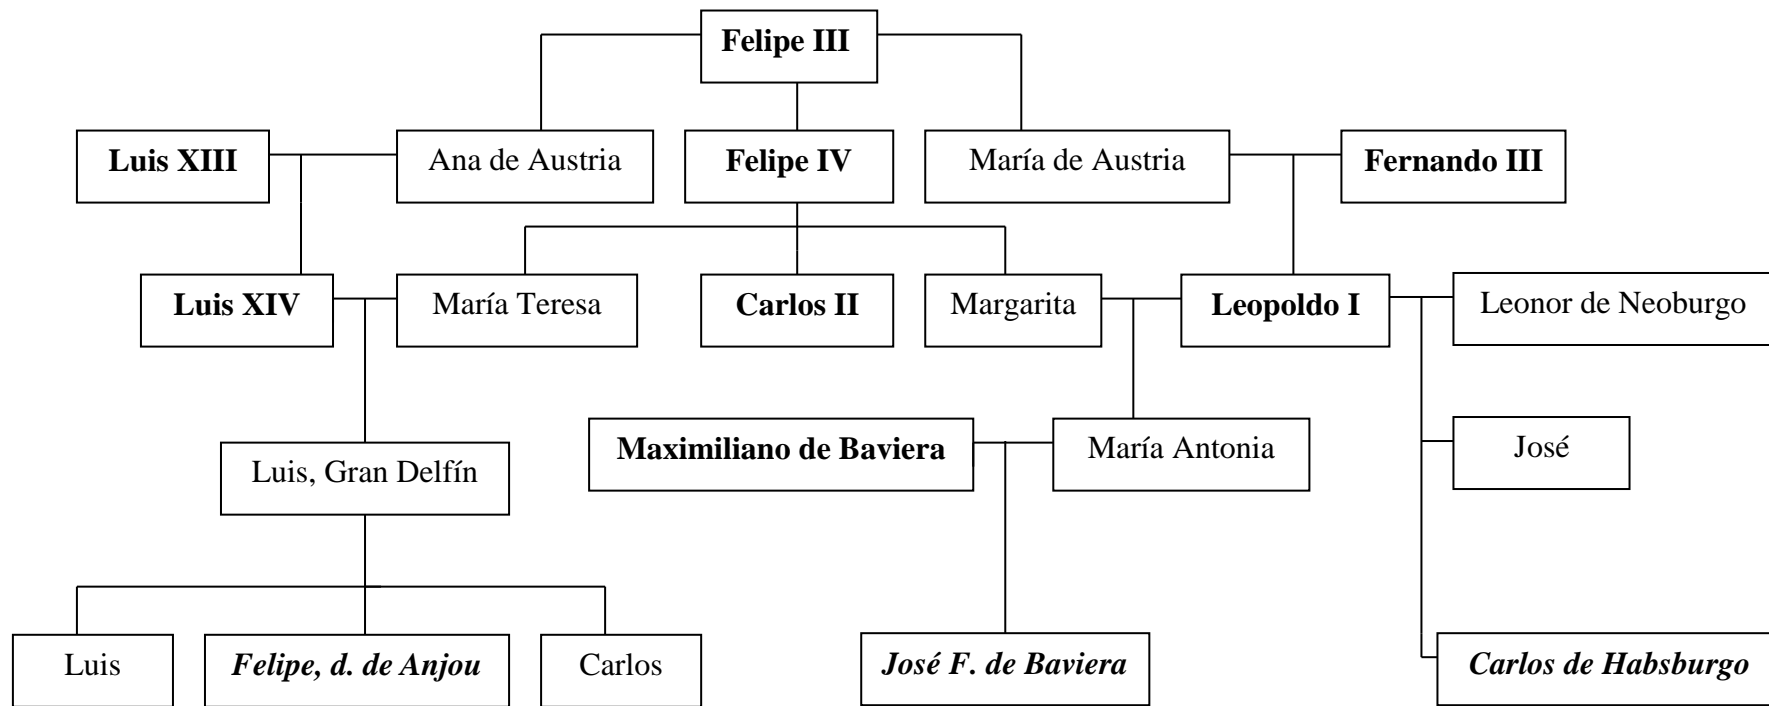 Felipe III
Luis XIII
Ana de Austria
Felipe IV
María de Austria
Fernando III
Luis XIV
María Teresa
Carlos II
Margarita
Leopoldo I
Leonor de Neoburgo
Maximiliano de Baviera
María Antonia
José
Luis, Gran Delfín
Luis
Felipe, d. de Anjou
Carlos
José F. de Baviera
Carlos de Habsburgo